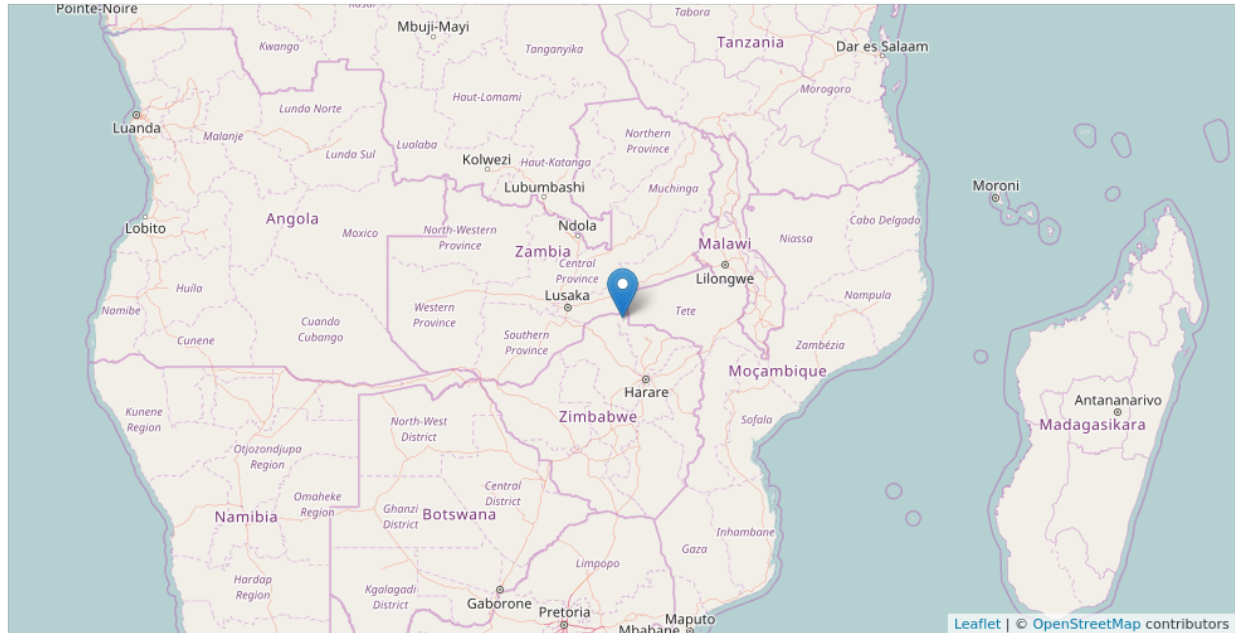 Pointe-Noire
Kasaï
Mbuji-Mayi
Tabora
Kwango
Tanganyika
Tanzania
Dar es Salaam
Morogoro
Haut-Lomami
Lunda Norte
Luanda
Malanje
Lunda Sul
Lualaba
Northern
Province
Kolwezi
Haut-Katanga
Lubumbashi
Muchinga
Moroni
Lobito
Angola
Moxico
North-Western
Province
Ndola
Zambia
Malawi
Niassa
Cabo Delgado
Central
Province
Lilongwe
Huíla
Namibe
Cunene
Cuando
Cubango
Western
Province
Lusaka
Southern
Province
Tete
Nampula
Zambézia
Moçambique
Harare
Zimbabwe
Sofala
Antananarivo
Madagasikara
Kunene
Region
North-West
District
Otjozondjupa
Region
Omaheke
Region
Ghanzi
District
Central
District
Botswana
Namibia
Inhambane
Gaza
Limpopo
Hardap
Region
Kgalagadi
District
Gaborone
Pretoria
Maputo
Mbabane
Leaflet | © OpenStreetMap contributors